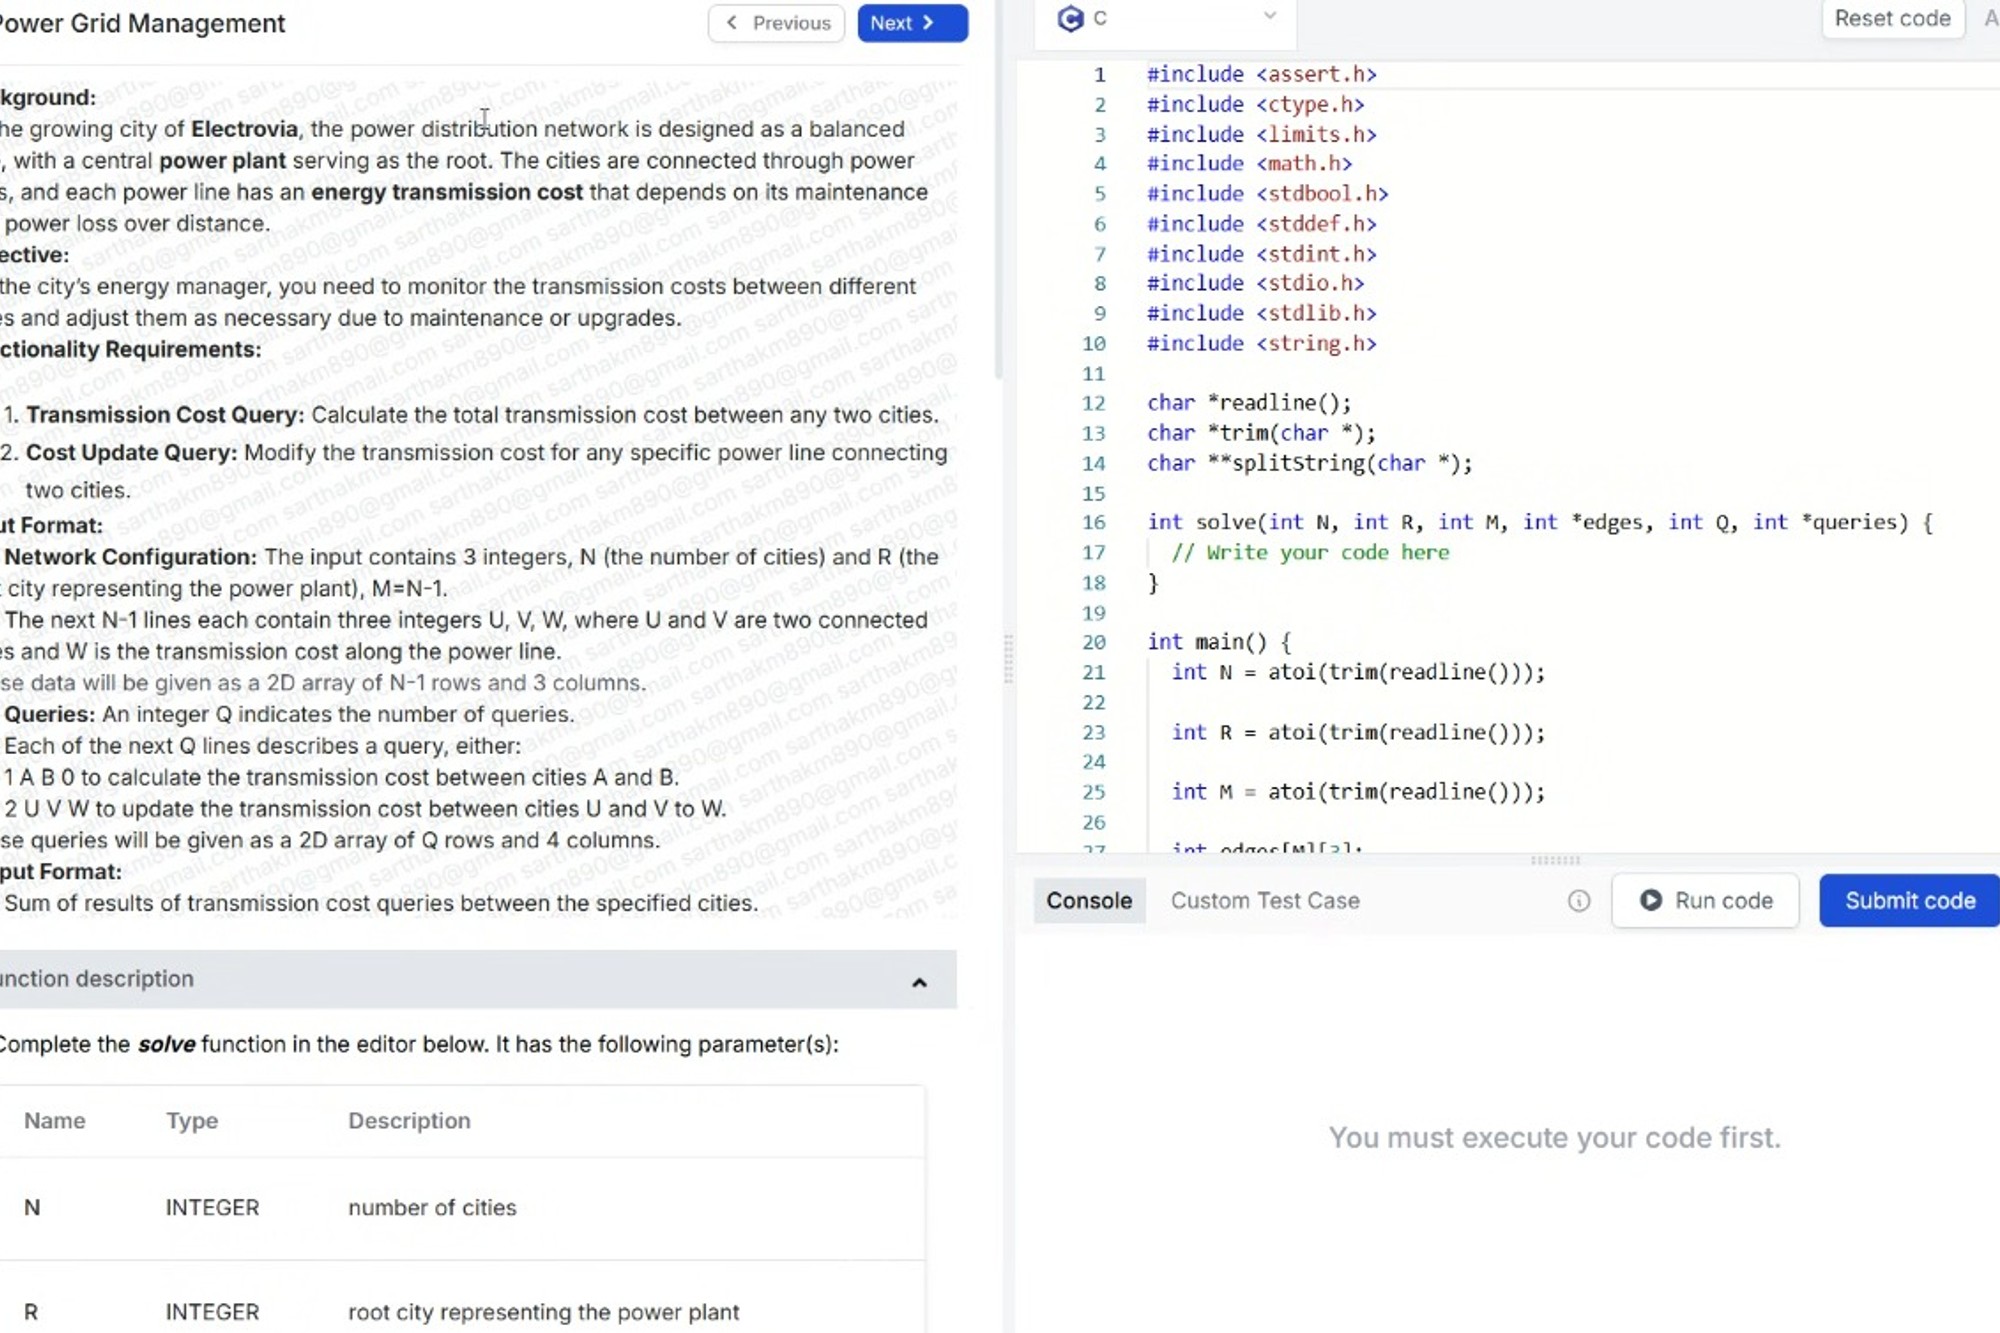 Power Grid Management
Previous
Next
kground:
he growing city of Electrovia, the power distribution network is designed as a balanced
, with a central power plant serving as the root. The cities are connected through power
s, and each power line has an energy transmission cost that depends on its maintenance
power loss over distance.
ective:
the city's energy manager, you need to monitor the transmission costs between different
es and adjust them as necessary due to maintenance or upgrades.
ctionality Requirements:
1. Transmission Cost Query: Calculate the total transmission cost between any two cities.
2. Cost Update Query: Modify the transmission cost for any specific power line connecting
two cities.
ut Format:
Network Configuration: The input contains 3 integers, N (the number of cities) and R (the
t city representing the power plant), M=N-1.
The next N-1 lines each contain three integers U, V, W, where U and V are two connected
es and W is the transmission cost along the power line.
se data will be given as a 2D array of N-1 rows and 3 columns.
Queries: An integer Q indicates the number of queries.
Each of the next Q lines describes a query, either:
1 A B 0 to calculate the transmission cost between cities A and B.
2 U V W to update the transmission cost between cities U and V to W.
se queries will be given as a 2D array of Q rows and 4 columns.
put Format:
Sum of results of transmission cost queries between the specified cities.
unction description
Complete the solve function in the editor below. It has the following parameter(s):
Name Type Description
N INTEGER number of cities
R INTEGER root city representing the power plant
C
Reset code
A
1 #include <assert.h>
2 #include <ctype.h>
3 #include <limits.h>
4 #include <math.h>
5 #include <stdbool.h>
6 #include <stddef.h>
7 #include <stdint.h>
8 #include <stdio.h>
9 #include <stdlib.h>
10 #include <string.h>
11
12 char *readline();
13 char *trim(char *);
14 char **splitString(char *);
15
16 int solve(int N, int R, int M, int *edges, int Q, int *queries) {
17 // Write your code here
18 }
19
20 int main() {
21 int N = atoi(trim(readline()));
22
23 int R = atoi(trim(readline()));
24
25 int M = atoi(trim(readline()));
26
27 int edges[M][3];
Console
Custom Test Case
Run code
Submit code
You must execute your code first.
sarthakm890@gmail.com